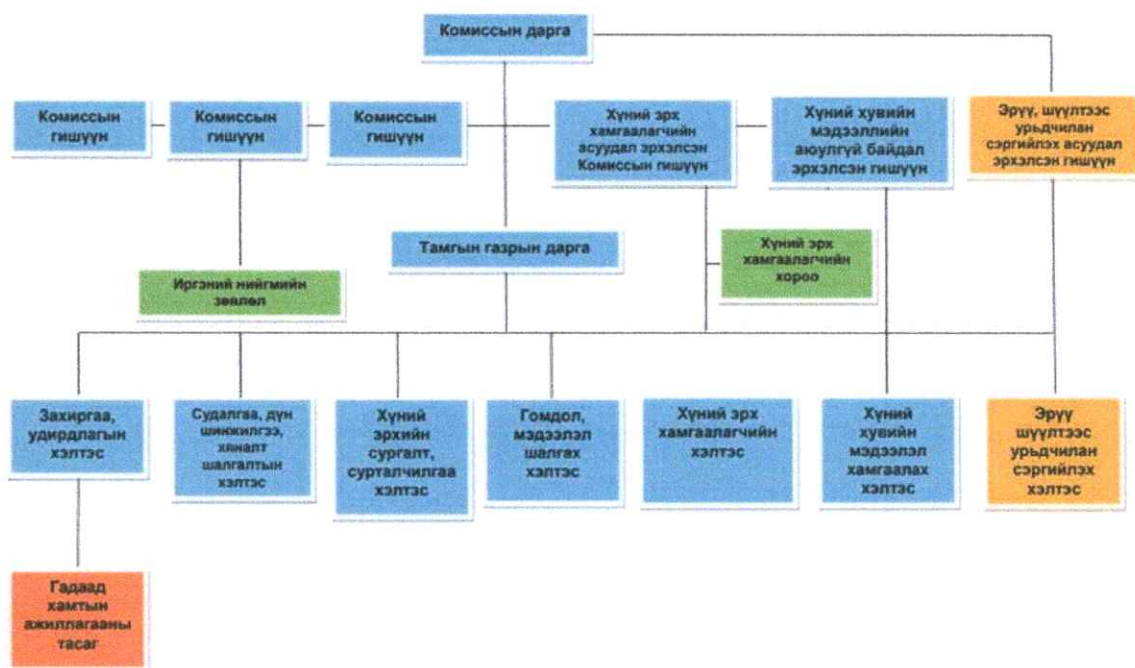 Комиссын дарга
Комиссын
гишүүн
Комиссын
гишүүн
Комиссын
гишүүн
Хүний эрх
хамгаалагчийн
асуудал эрхэлсэн
Комиссын гишүүн
Хүний хувийн
мэдээллийн
аюулгүй байдал
эрхэлсэн гишүүн
Эрүү, шүүлтээс
урьдчилан
сэргийлэх асуудал
эрхэлсэн гишүүн
Тамгын газрын дарга
Хүний эрх
хамгаалагчийн
хороо
Иргэний нийгмийн
зөвлөл
Захиргаа,
удирдлагын
хэлтэс
Судалгаа, дүн
шинжилгээ,
хяналт
шалгалтын
хэлтэс
Хүний
эрхийн
сургалт,
сурталчилгаа
хэлтэс
Гомдол,
мэдээлэл
шалгах
хэлтэс
Хүний эрх
хамгаалагчийн
хэлтэс
Хүний
хувийн
мэдээлэл
хамгаалах
хэлтэс
Эрүү
шүүлтээс
урьдчилан
сэргийлэх
хэлтэс
Гадаад
хамтын
ажиллагааны
тасаг